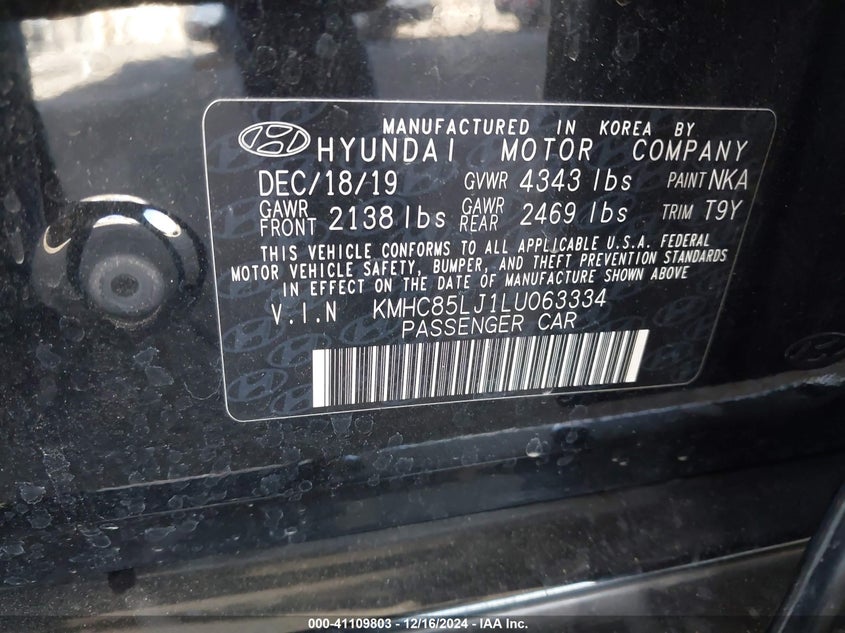 MANUFACTURED IN KOREA BY
HYUNDAI MOTOR COMPANY
DEC/18/19 GVWR 4343 lbs PAINT NKA
GAWR FRONT 2138 lbs GAWR REAR 2469 lbs TRIM T9Y
THIS VEHICLE CONFORMS TO ALL APPLICABLE U.S.A. FEDERAL
MOTOR VEHICLE SAFETY, BUMPER, AND THEFT PREVENTION STANDARDS
IN EFFECT ON THE DATE OF MANUFACTURE SHOWN ABOVE
V.I.N KMHC85LJ1LU063334
PASSENGER CAR
000-41109803 - 12/16/2024 - IAA Inc.